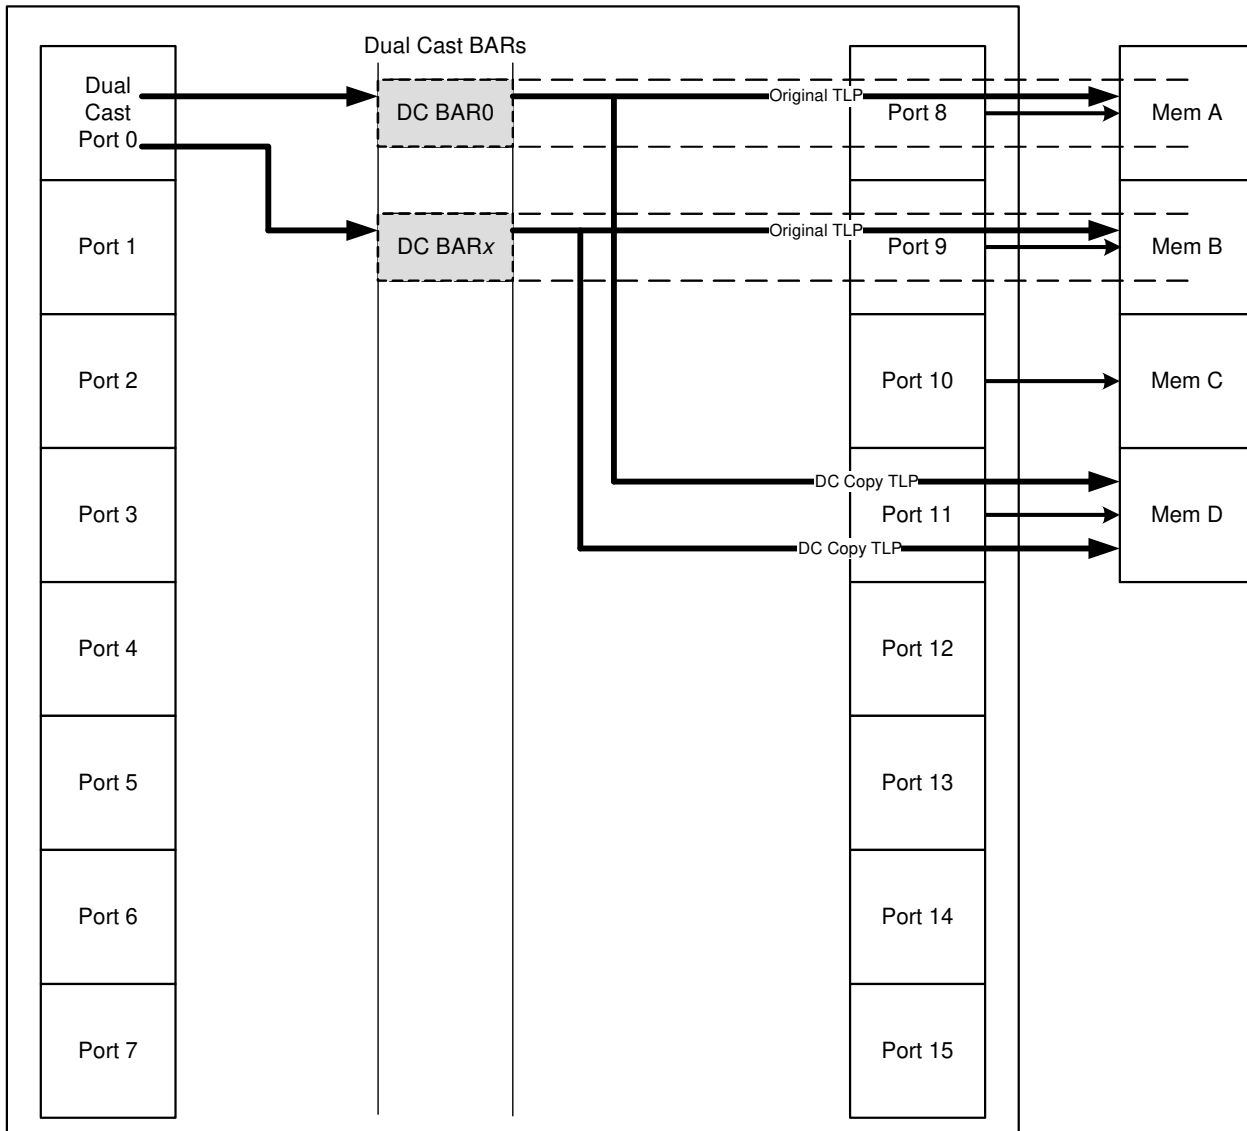 Dual Cast BARs
Dual
Cast
Port 0
DC BAR0
Original TLP
Port 8
Mem A
Port 1
DC BARx
Original TLP
Port 9
Mem B
Port 2
Port 10
Mem C
DC Copy TLP
Port 3
Port 11
Mem D
DC Copy TLP
Port 4
Port 12
Port 5
Port 13
Port 6
Port 14
Port 7
Port 15